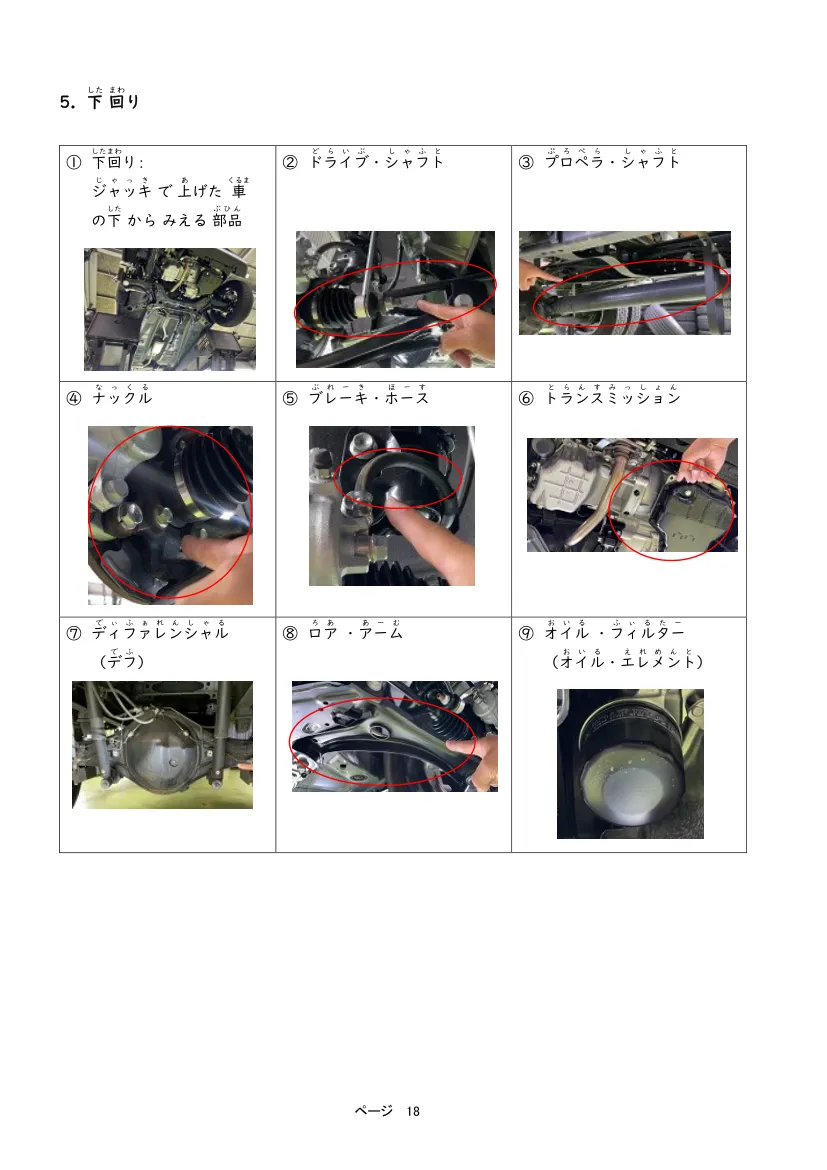 5. 下回り
したまわ
① 下回り:
ジャッキ で 上げた 車
の下 から みえる 部品
② ドライブ・シャフト
③ プロペラ・シャフト
④ ナックル
⑤ ブレーキ・ホース
⑥ トランスミッション
⑦ ディファレンシャル
(デフ)
⑧ ロア ・アーム
⑨ オイル ・フィルター
(オイル・エレメント)
ページ 18